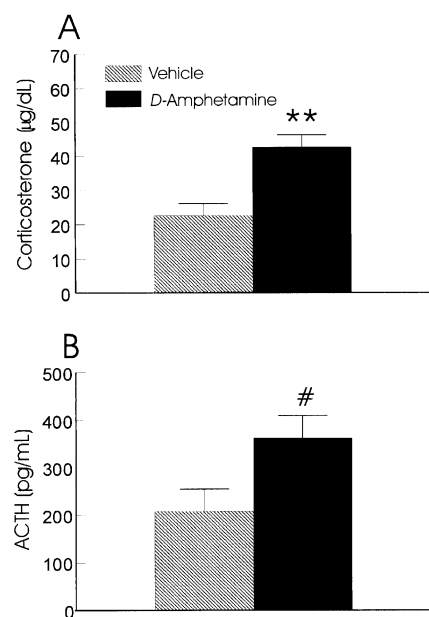 A
Corticosterone (µg/dL)
70
60
50
40
30
20
10
0
Vehicle
D-Amphetamine
**
B
ACTH (pg/mL)
500
400
300
200
100
0
#